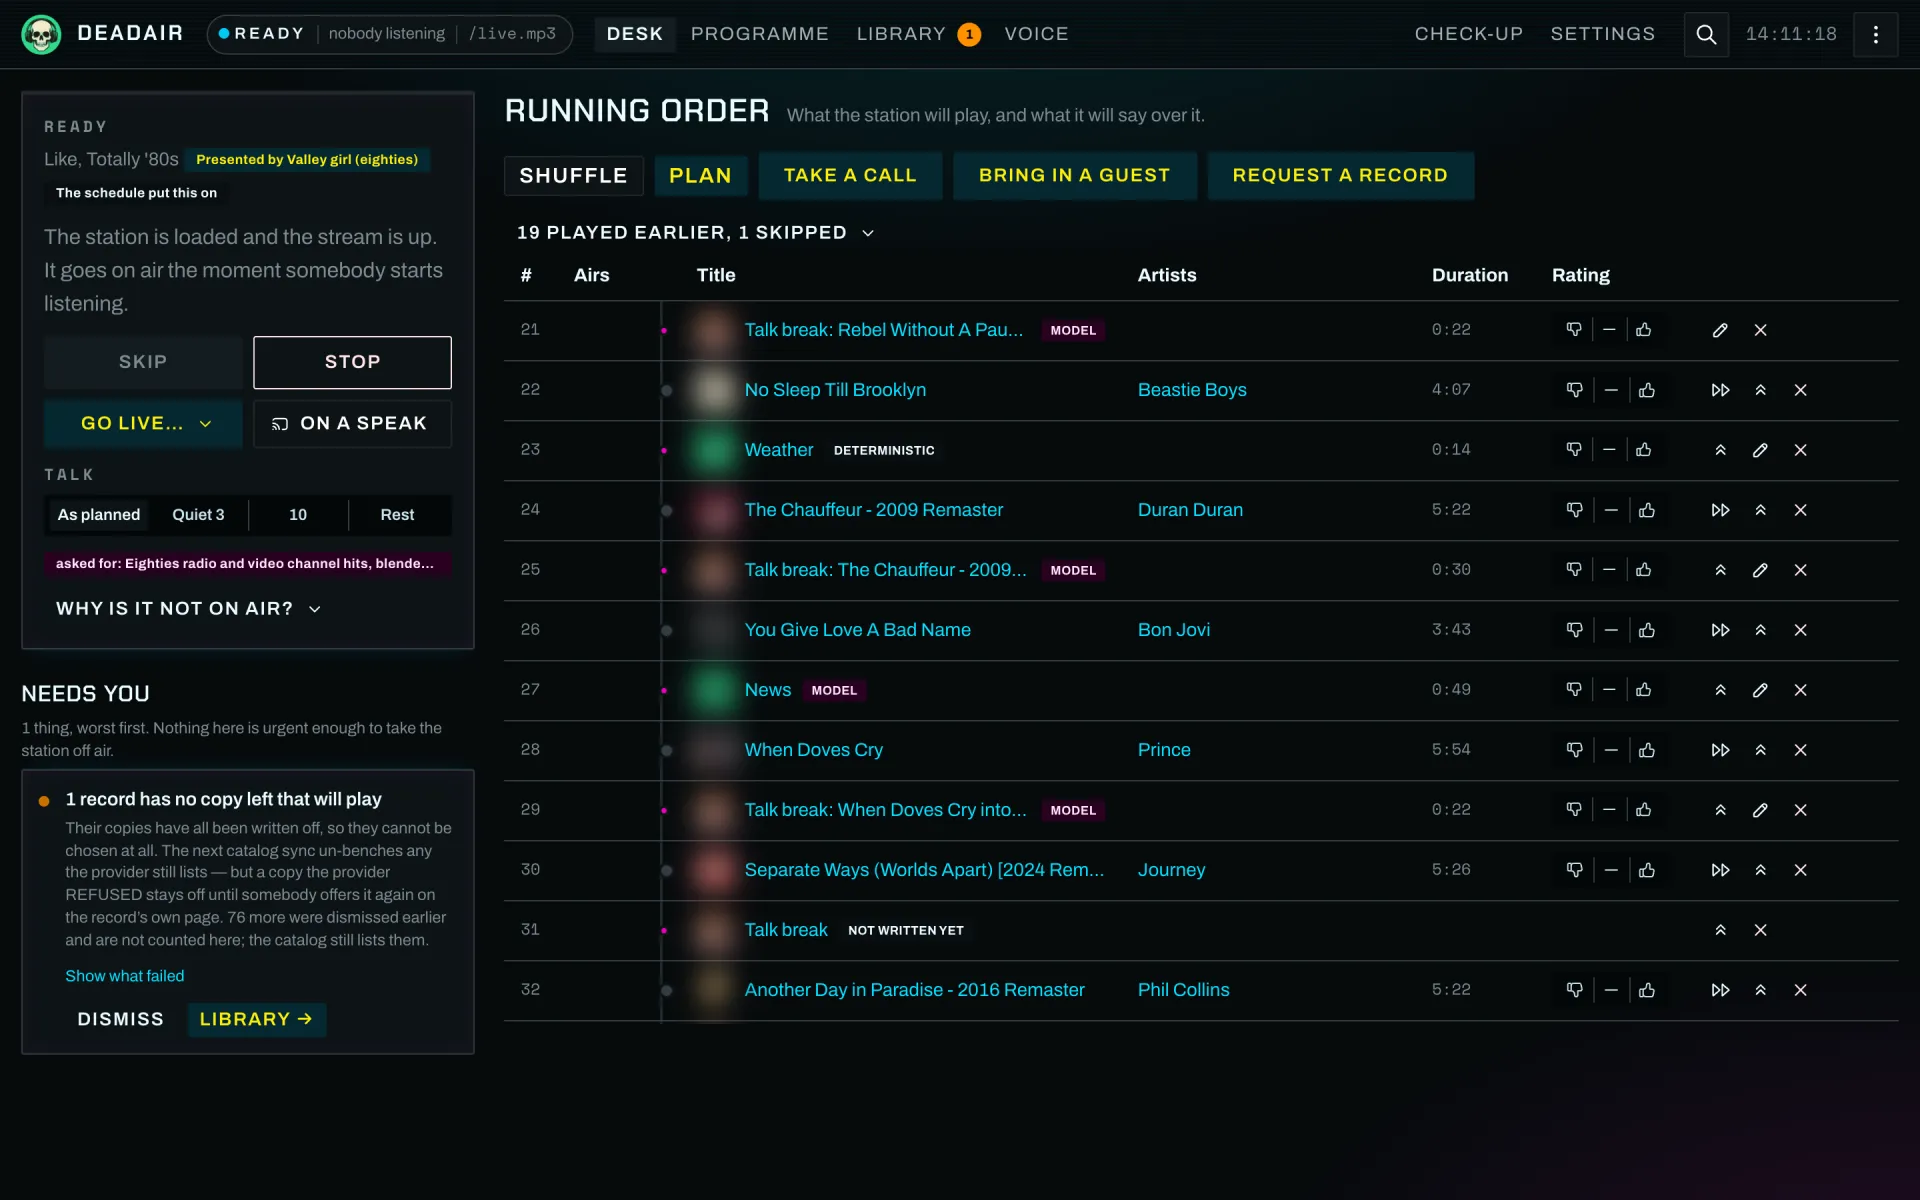 DEADAIR
READY | nobody listening | /live.mp3
DESK
PROGRAMME
LIBRARY 1
VOICE
CHECK-UP
SETTINGS
14:11:18
READY
Like, Totally '80s Presented by Valley girl (eighties)
The schedule put this on
The station is loaded and the stream is up.
It goes on air the moment somebody starts
listening.
SKIP
STOP
GO LIVE...
ON A SPEAK
TALK
As planned Quiet 3 10 Rest
asked for: Eighties radio and video channel hits, blende...
WHY IS IT NOT ON AIR?
NEEDS YOU
1 thing, worst first. Nothing here is urgent enough to take the
station off air.
1 record has no copy left that will play
Their copies have all been written off, so they cannot be
chosen at all. The next catalog sync un-benches any
the provider still lists — but a copy the provider
REFUSED stays off until somebody offers it again on
the record's own page. 76 more were dismissed earlier
and are not counted here; the catalog still lists them.
Show what failed
DISMISS
LIBRARY →
RUNNING ORDER What the station will play, and what it will say over it.
SHUFFLE
PLAN
TAKE A CALL
BRING IN A GUEST
REQUEST A RECORD
19 PLAYED EARLIER, 1 SKIPPED
# Airs Title Artists Duration Rating
21 Talk break: Rebel Without A Pau... MODEL 0:22
22 No Sleep Till Brooklyn Beastie Boys 4:07
23 Weather DETERMINISTIC 0:14
24 The Chauffeur - 2009 Remaster Duran Duran 5:22
25 Talk break: The Chauffeur - 2009... MODEL 0:30
26 You Give Love A Bad Name Bon Jovi 3:43
27 News MODEL 0:49
28 When Doves Cry Prince 5:54
29 Talk break: When Doves Cry into... MODEL 0:22
30 Separate Ways (Worlds Apart) [2024 Rem... Journey 5:26
31 Talk break NOT WRITTEN YET
32 Another Day in Paradise - 2016 Remaster Phil Collins 5:22